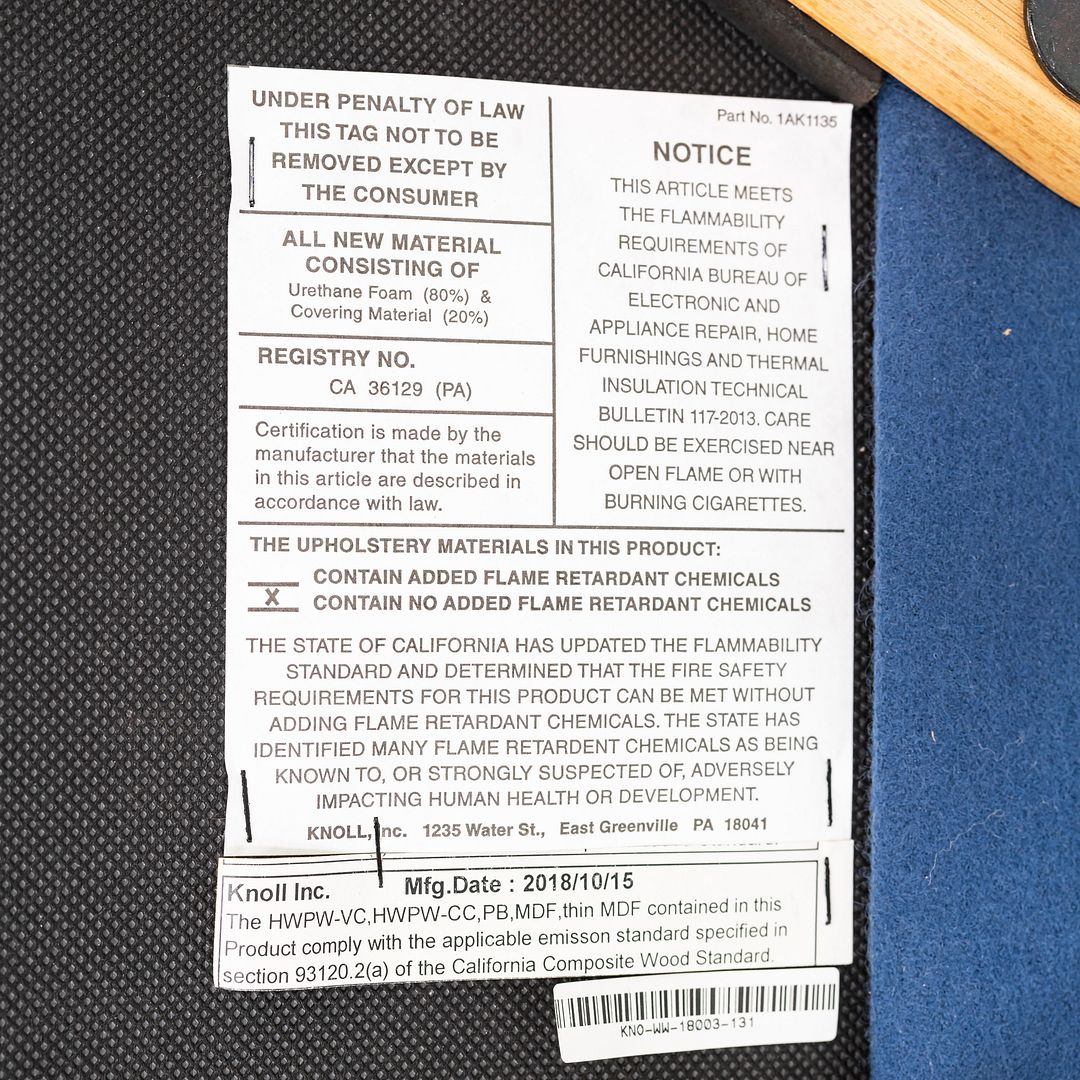 UNDER PENALTY OF LAW
THIS TAG NOT TO BE
REMOVED EXCEPT BY
THE CONSUMER
ALL NEW MATERIAL
CONSISTING OF
Urethane Foam (80%) &
Covering Material (20%)
REGISTRY NO.
CA 36129 (PA)
Certification is made by the
manufacturer that the materials
in this article are described in
accordance with law.
Part No. 1AK1135
NOTICE
THIS ARTICLE MEETS
THE FLAMMABILITY
REQUIREMENTS OF
CALIFORNIA BUREAU OF
ELECTRONIC AND
APPLIANCE REPAIR, HOME
FURNISHINGS AND THERMAL
INSULATION TECHNICAL
BULLETIN 117-2013. CARE
SHOULD BE EXERCISED NEAR
OPEN FLAME OR WITH
BURNING CIGARETTES.
THE UPHOLSTERY MATERIALS IN THIS PRODUCT:
CONTAIN ADDED FLAME RETARDANT CHEMICALS
X CONTAIN NO ADDED FLAME RETARDANT CHEMICALS
THE STATE OF CALIFORNIA HAS UPDATED THE FLAMMABILITY
STANDARD AND DETERMINED THAT THE FIRE SAFETY
REQUIREMENTS FOR THIS PRODUCT CAN BE MET WITHOUT
ADDING FLAME RETARDANT CHEMICALS. THE STATE HAS
IDENTIFIED MANY FLAME RETARDENT CHEMICALS AS BEING
KNOWN TO, OR STRONGLY SUSPECTED OF, ADVERSELY
IMPACTING HUMAN HEALTH OR DEVELOPMENT.
KNOLL, Inc. 1235 Water St., East Greenville PA 18041
Knoll Inc. Mfg.Date : 2018/10/15
The HWPW-VC,HWPW-CC,PB,MDF,thin MDF contained in this
Product comply with the applicable emisson standard specified in
section 93120.2(a) of the California Composite Wood Standard.
KNO-WW-18003-131